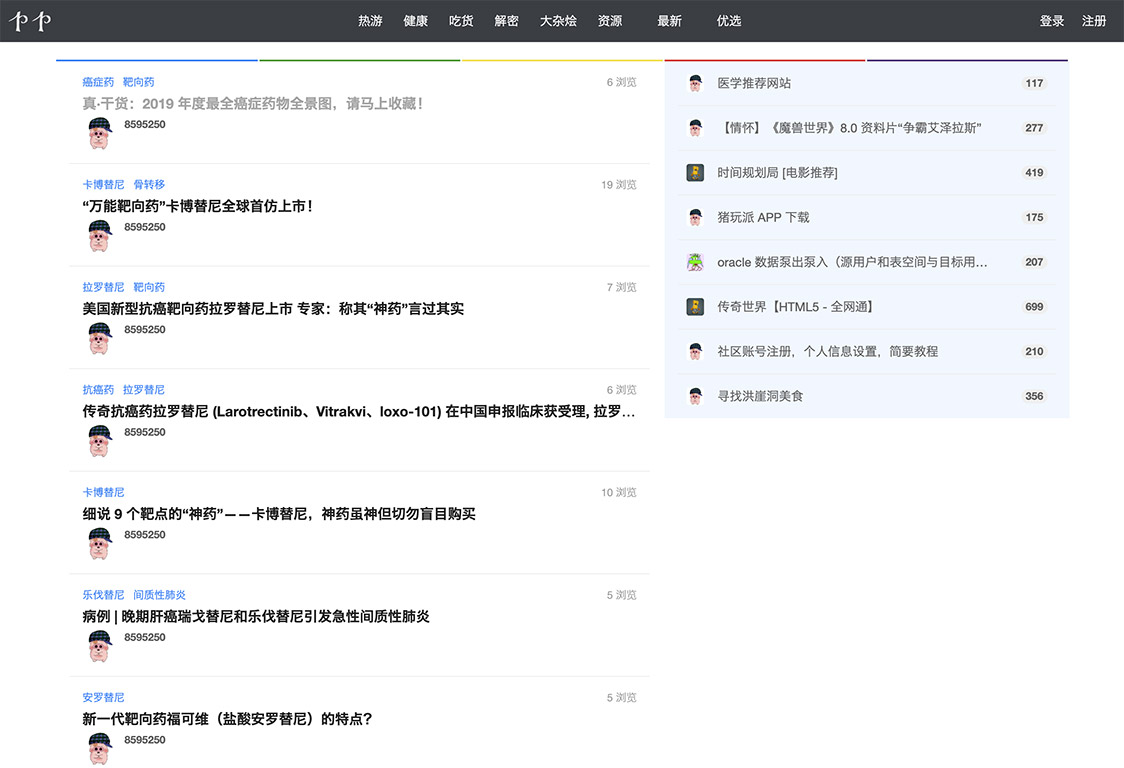 卟卟 热游 健康 吃货 解密 大杂烩 资源 最新 优选 登录 注册
癌症药 靶向药 6 浏览
真·干货：2019 年度最全癌症药物全景图，请马上收藏！
8595250
卡博替尼 骨转移 19 浏览
“万能靶向药”卡博替尼全球首仿上市！
8595250
拉罗替尼 靶向药 7 浏览
美国新型抗癌靶向药拉罗替尼上市 专家：称其“神药”言过其实
8595250
抗癌药 拉罗替尼 6 浏览
传奇抗癌药拉罗替尼 (Larotrectinib、Vitrakvi、loxo-101) 在中国申报临床获受理, 拉罗…
8595250
卡博替尼 10 浏览
细说 9 个靶点的“神药”——卡博替尼，神药虽神但切勿盲目购买
8595250
乐伐替尼 间质性肺炎 5 浏览
病例 | 晚期肝癌瑞戈替尼和乐伐替尼引发急性间质性肺炎
8595250
安罗替尼 5 浏览
新一代靶向药福可维（盐酸安罗替尼）的特点？
8595250
医学推荐网站 117
【情怀】《魔兽世界》8.0 资料片“争霸艾泽拉斯” 277
时间规划局 [电影推荐] 419
猪玩派 APP 下载 175
oracle 数据泵出泵入（源用户和表空间与目标用… 207
传奇世界【HTML5 - 全网通】 699
社区账号注册，个人信息设置，简要教程 210
寻找洪崖洞美食 356